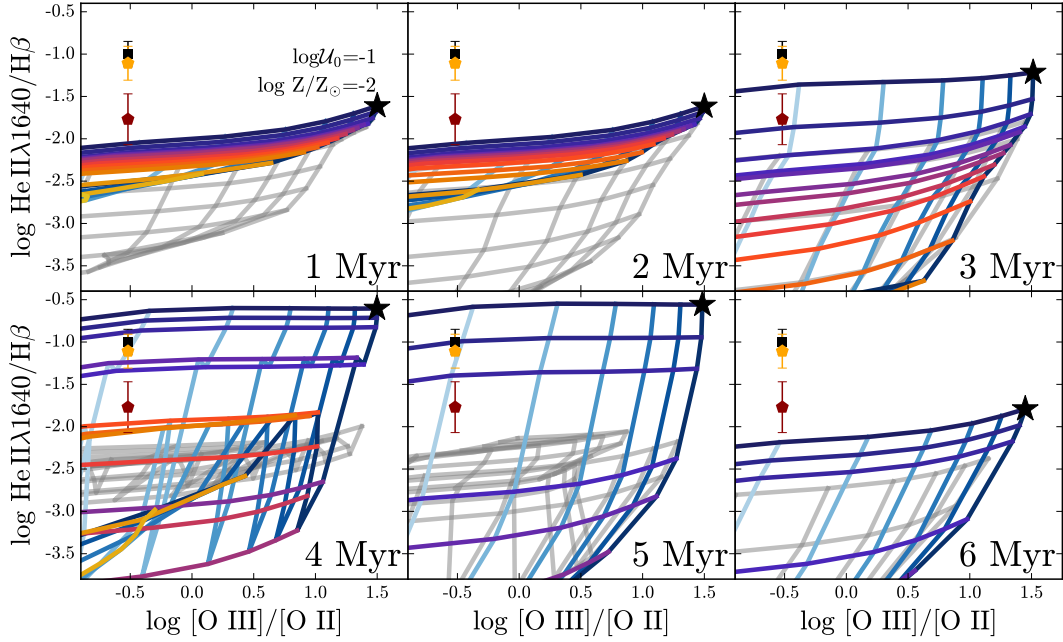 log He II λ1640/Hβ
-0.5
-1.0
-1.5
-2.0
-2.5
-3.0
-3.5
log𝒰₀=-1
log Z/Z⊙=-2
1 Myr
2 Myr
3 Myr
log He II λ1640/Hβ
-0.5
-1.0
-1.5
-2.0
-2.5
-3.0
-3.5
4 Myr
5 Myr
6 Myr
-0.5 0.0 0.5 1.0 1.5 -0.5 0.0 0.5 1.0 1.5 -0.5 0.0 0.5 1.0 1.5
log [O III]/[O II] log [O III]/[O II] log [O III]/[O II]